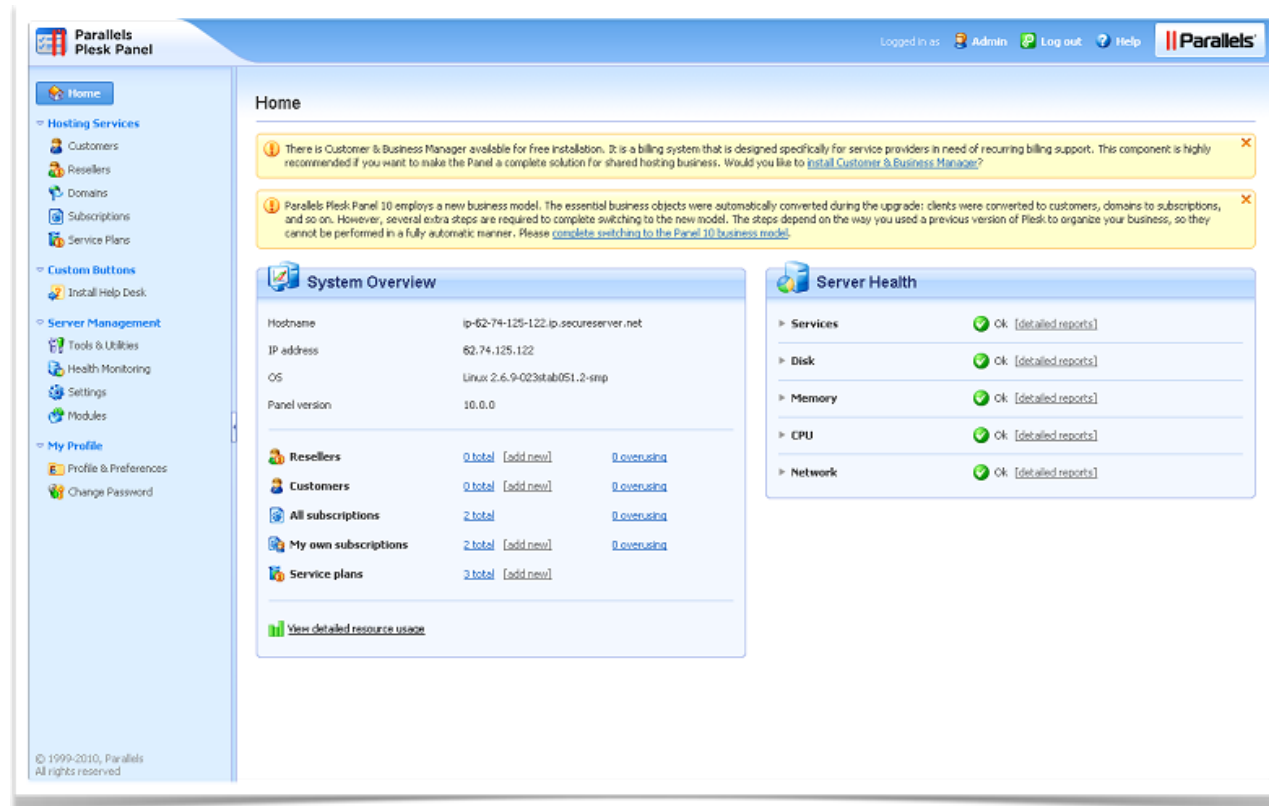 Parallels
Plesk Panel
Logged in as Admin Log out Help
Parallels
Home
Hosting Services
Customers
Resellers
Domains
Subscriptions
Service Plans
Custom Buttons
Install Help Desk
Server Management
Tools & Utilities
Health Monitoring
Settings
Modules
My Profile
Profile & Preferences
Change Password
© 1999-2010, Parallels
All rights reserved
Home
There is Customer & Business Manager available for free installation. It is a billing system that is designed specifically for service providers in need of recurring billing support. This component is highly
recommended if you want to make the Panel a complete solution for shared hosting business. Would you like to install Customer & Business Manager?
Parallels Plesk Panel 10 employs a new business model. The essential business objects were automatically converted during the upgrade: clients were converted to customers, domains to subscriptions,
and so on. However, several extra steps are required to complete switching to the new model. The steps depend on the way you used a previous version of Plesk to organize your business, so they
cannot be performed in a fully automatic manner. Please complete switching to the Panel 10 business model.
System Overview
Hostname ip-62-74-125-122.ip.secureserver.net
IP address 62.74.125.122
OS Linux 2.6.9-023stab051.2-smp
Panel version 10.0.0
Resellers 0 total [add new] 0 overusing
Customers 0 total [add new] 0 overusing
All subscriptions 2 total 0 overusing
My own subscriptions 2 total [add new] 0 overusing
Service plans 3 total [add new]
View detailed resource usage
Server Health
Services Ok [detailed reports]
Disk Ok [detailed reports]
Memory Ok [detailed reports]
CPU Ok [detailed reports]
Network Ok [detailed reports]